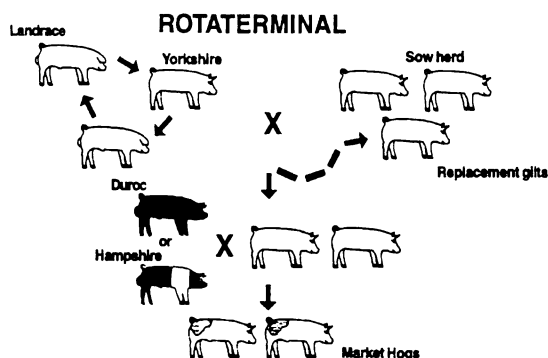 ROTATERMINAL
Landrace
Yorkshire
Sow herd
X
Replacement gilts
Duroc
or
Hampshire
X
Market Hogs